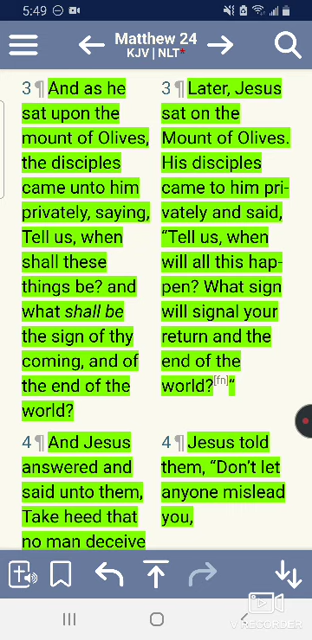 5:49
Matthew 24
KJV | NLT*
3 ¶ And as he
sat upon the
mount of Olives,
the disciples
came unto him
privately, saying,
Tell us, when
shall these
things be? and
what shall be
the sign of thy
coming, and of
the end of the
world?
4 ¶ And Jesus
answered and
said unto them,
Take heed that
no man deceive
3 ¶ Later, Jesus
sat on the
Mount of Olives.
His disciples
came to him pri-
vately and said,
“Tell us, when
will all this hap-
pen? What sign
will signal your
return and the
end of the
world?[fn]”
4 ¶ Jesus told
them, “Don’t let
anyone mislead
you,
V RECORDER